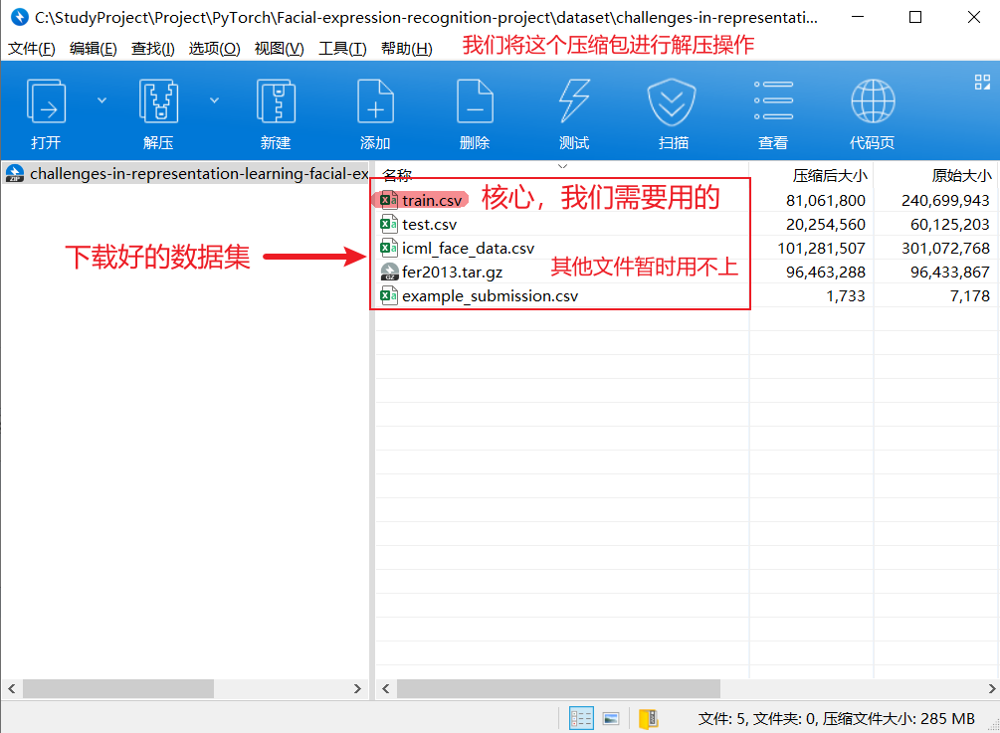 C:\StudyProject\Project\PyTorch\Facial-expression-recognition-project\dataset\challenges-in-representati...
文件(F) 编辑(E) 查找(I) 选项(O) 视图(V) 工具(T) 帮助(H) 我们将这个压缩包进行解压操作
打开 解压 新建 添加 删除 测试 扫描 查看 代码页
challenges-in-representation-learning-facial-ex 名称 压缩后大小 原始大小
train.csv 核心，我们需要用的 81,061,800 240,699,943
test.csv 20,254,560 60,125,203
下载好的数据集 icml_face_data.csv 101,281,507 301,072,768
fer2013.tar.gz 其他文件暂时用不上 96,463,288 96,433,867
example_submission.csv 1,733 7,178
文件: 5, 文件夹: 0, 压缩文件大小: 285 MB